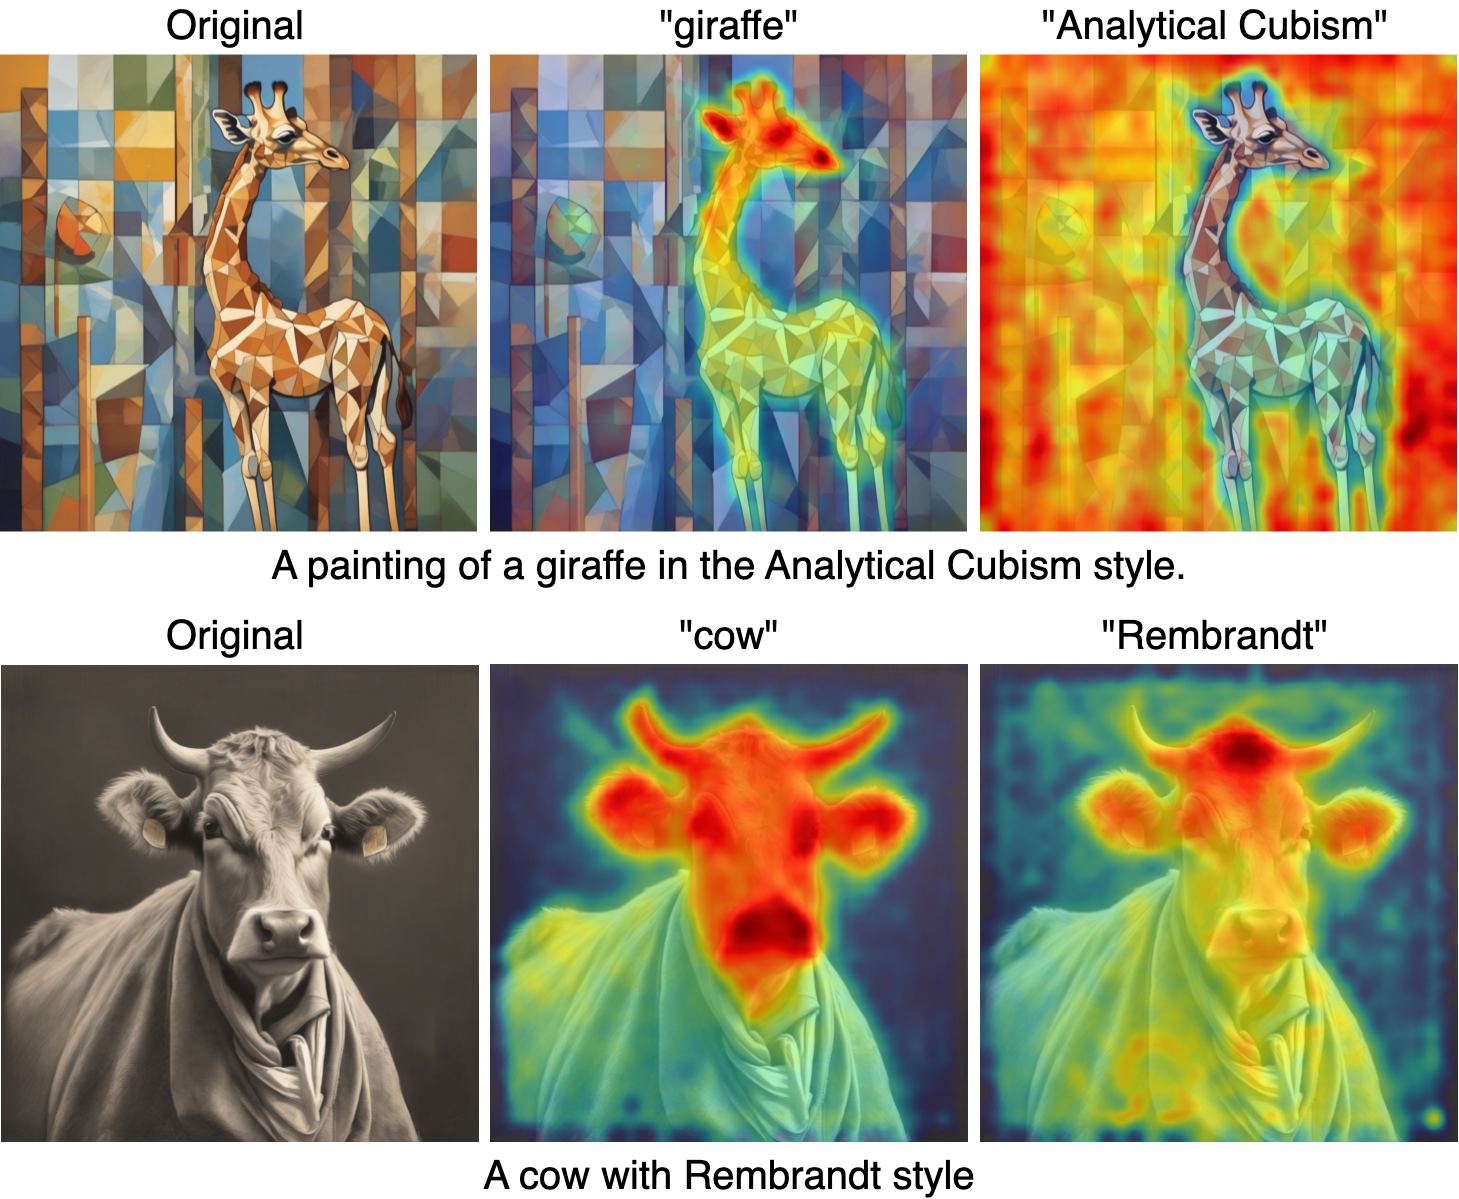 Original "giraffe" "Analytical Cubism"
A painting of a giraffe in the Analytical Cubism style.
Original "cow" "Rembrandt"
A cow with Rembrandt style